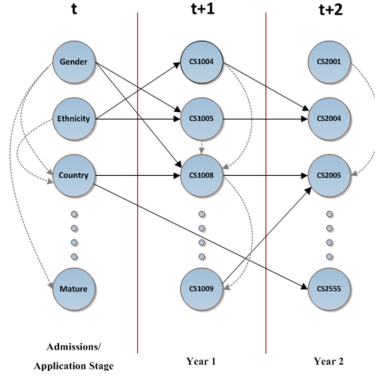 t t+1 t+2
Gender CS1004 CS2001
Ethnicity CS1005 CS2004
Country CS1008 CS2005
Mature CS1009 CS2555
Admissions/
Application Stage Year 1 Year 2